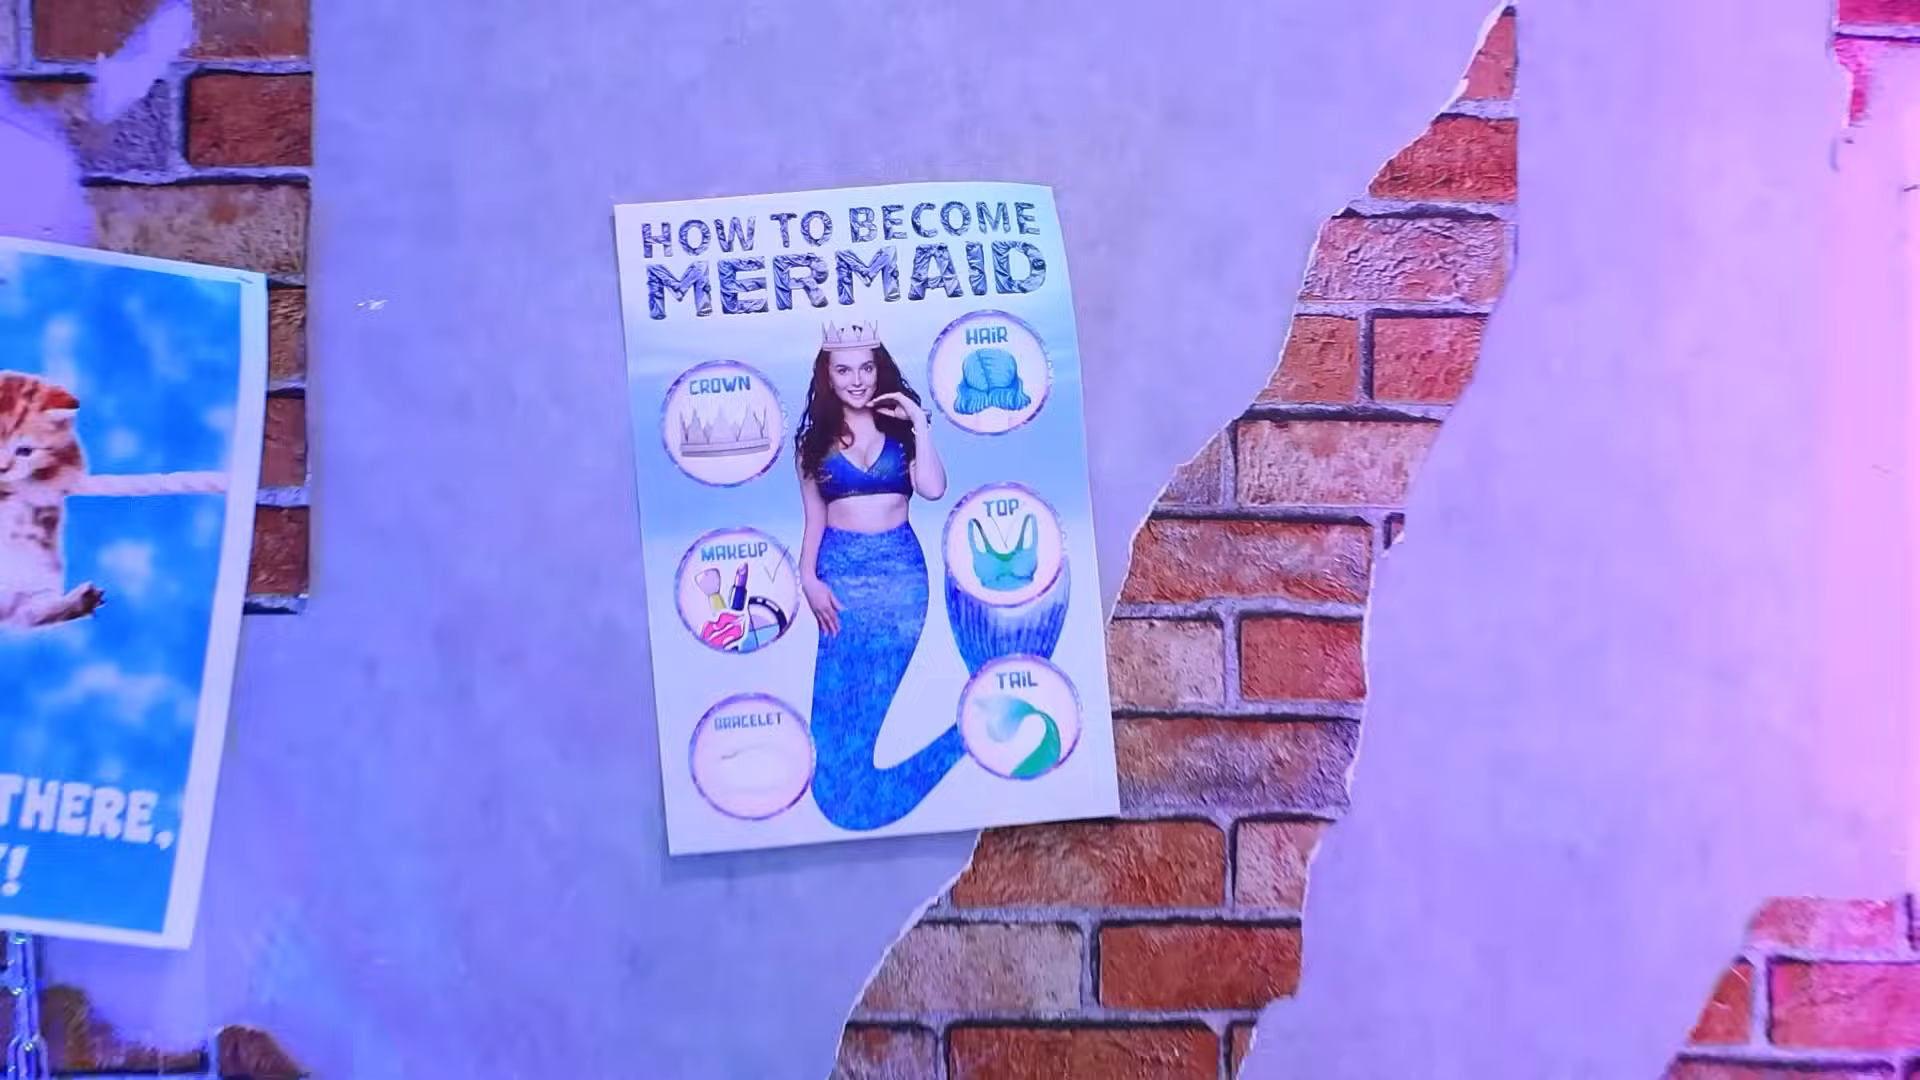 HOW TO BECOME
MERMAID
HAiR
CROWN
TOP
MAKEUP
TAiL
BRACELET
THERE,
!